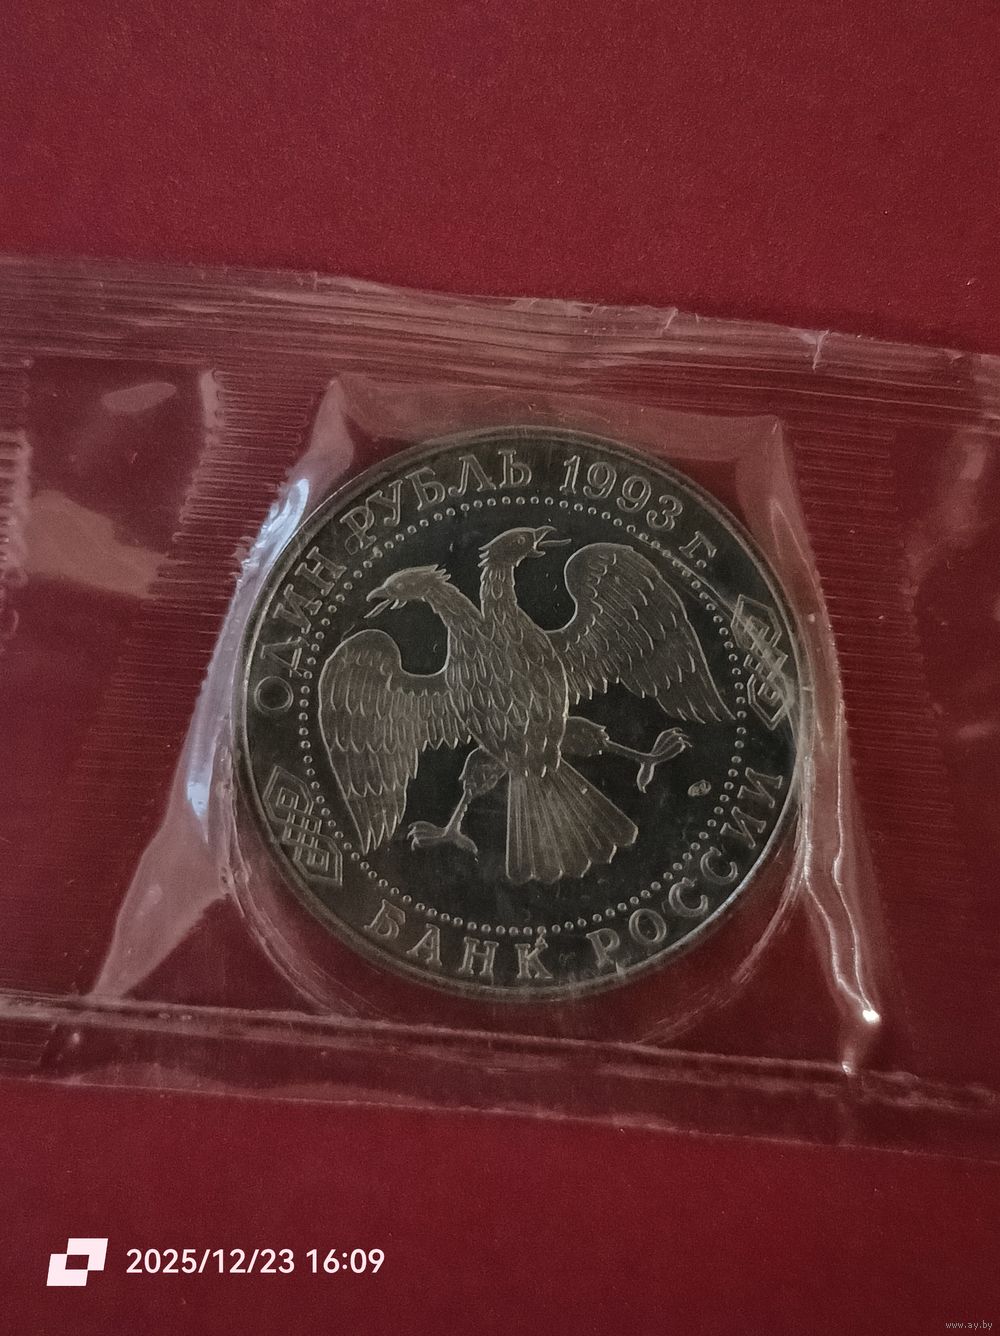 ОДИН РУБЛЬ 1993 г.
БАНК РОССИИ
2025/12/23 16:09
www.ay.by